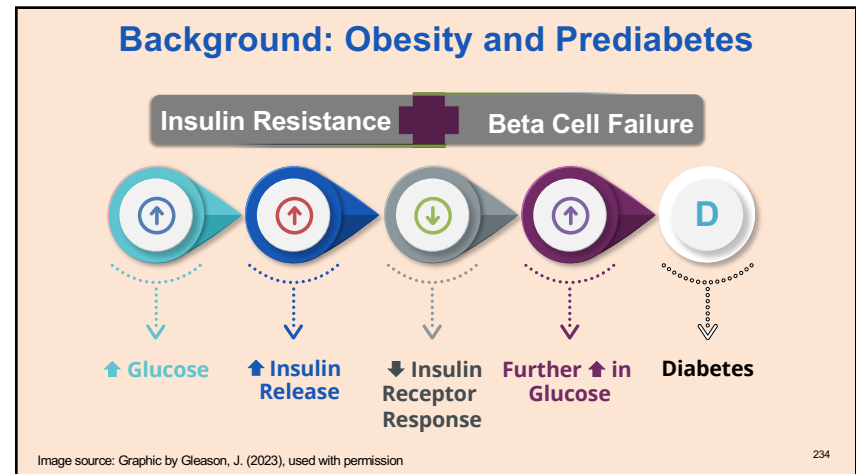 Background: Obesity and Prediabetes
Insulin Resistance
Beta Cell Failure
D
⬆ Glucose
⬆ Insulin
Release
⬇ Insulin
Receptor
Response
Further ⬆ in
Glucose
Diabetes
Image source: Graphic by Gleason, J. (2023), used with permission
234